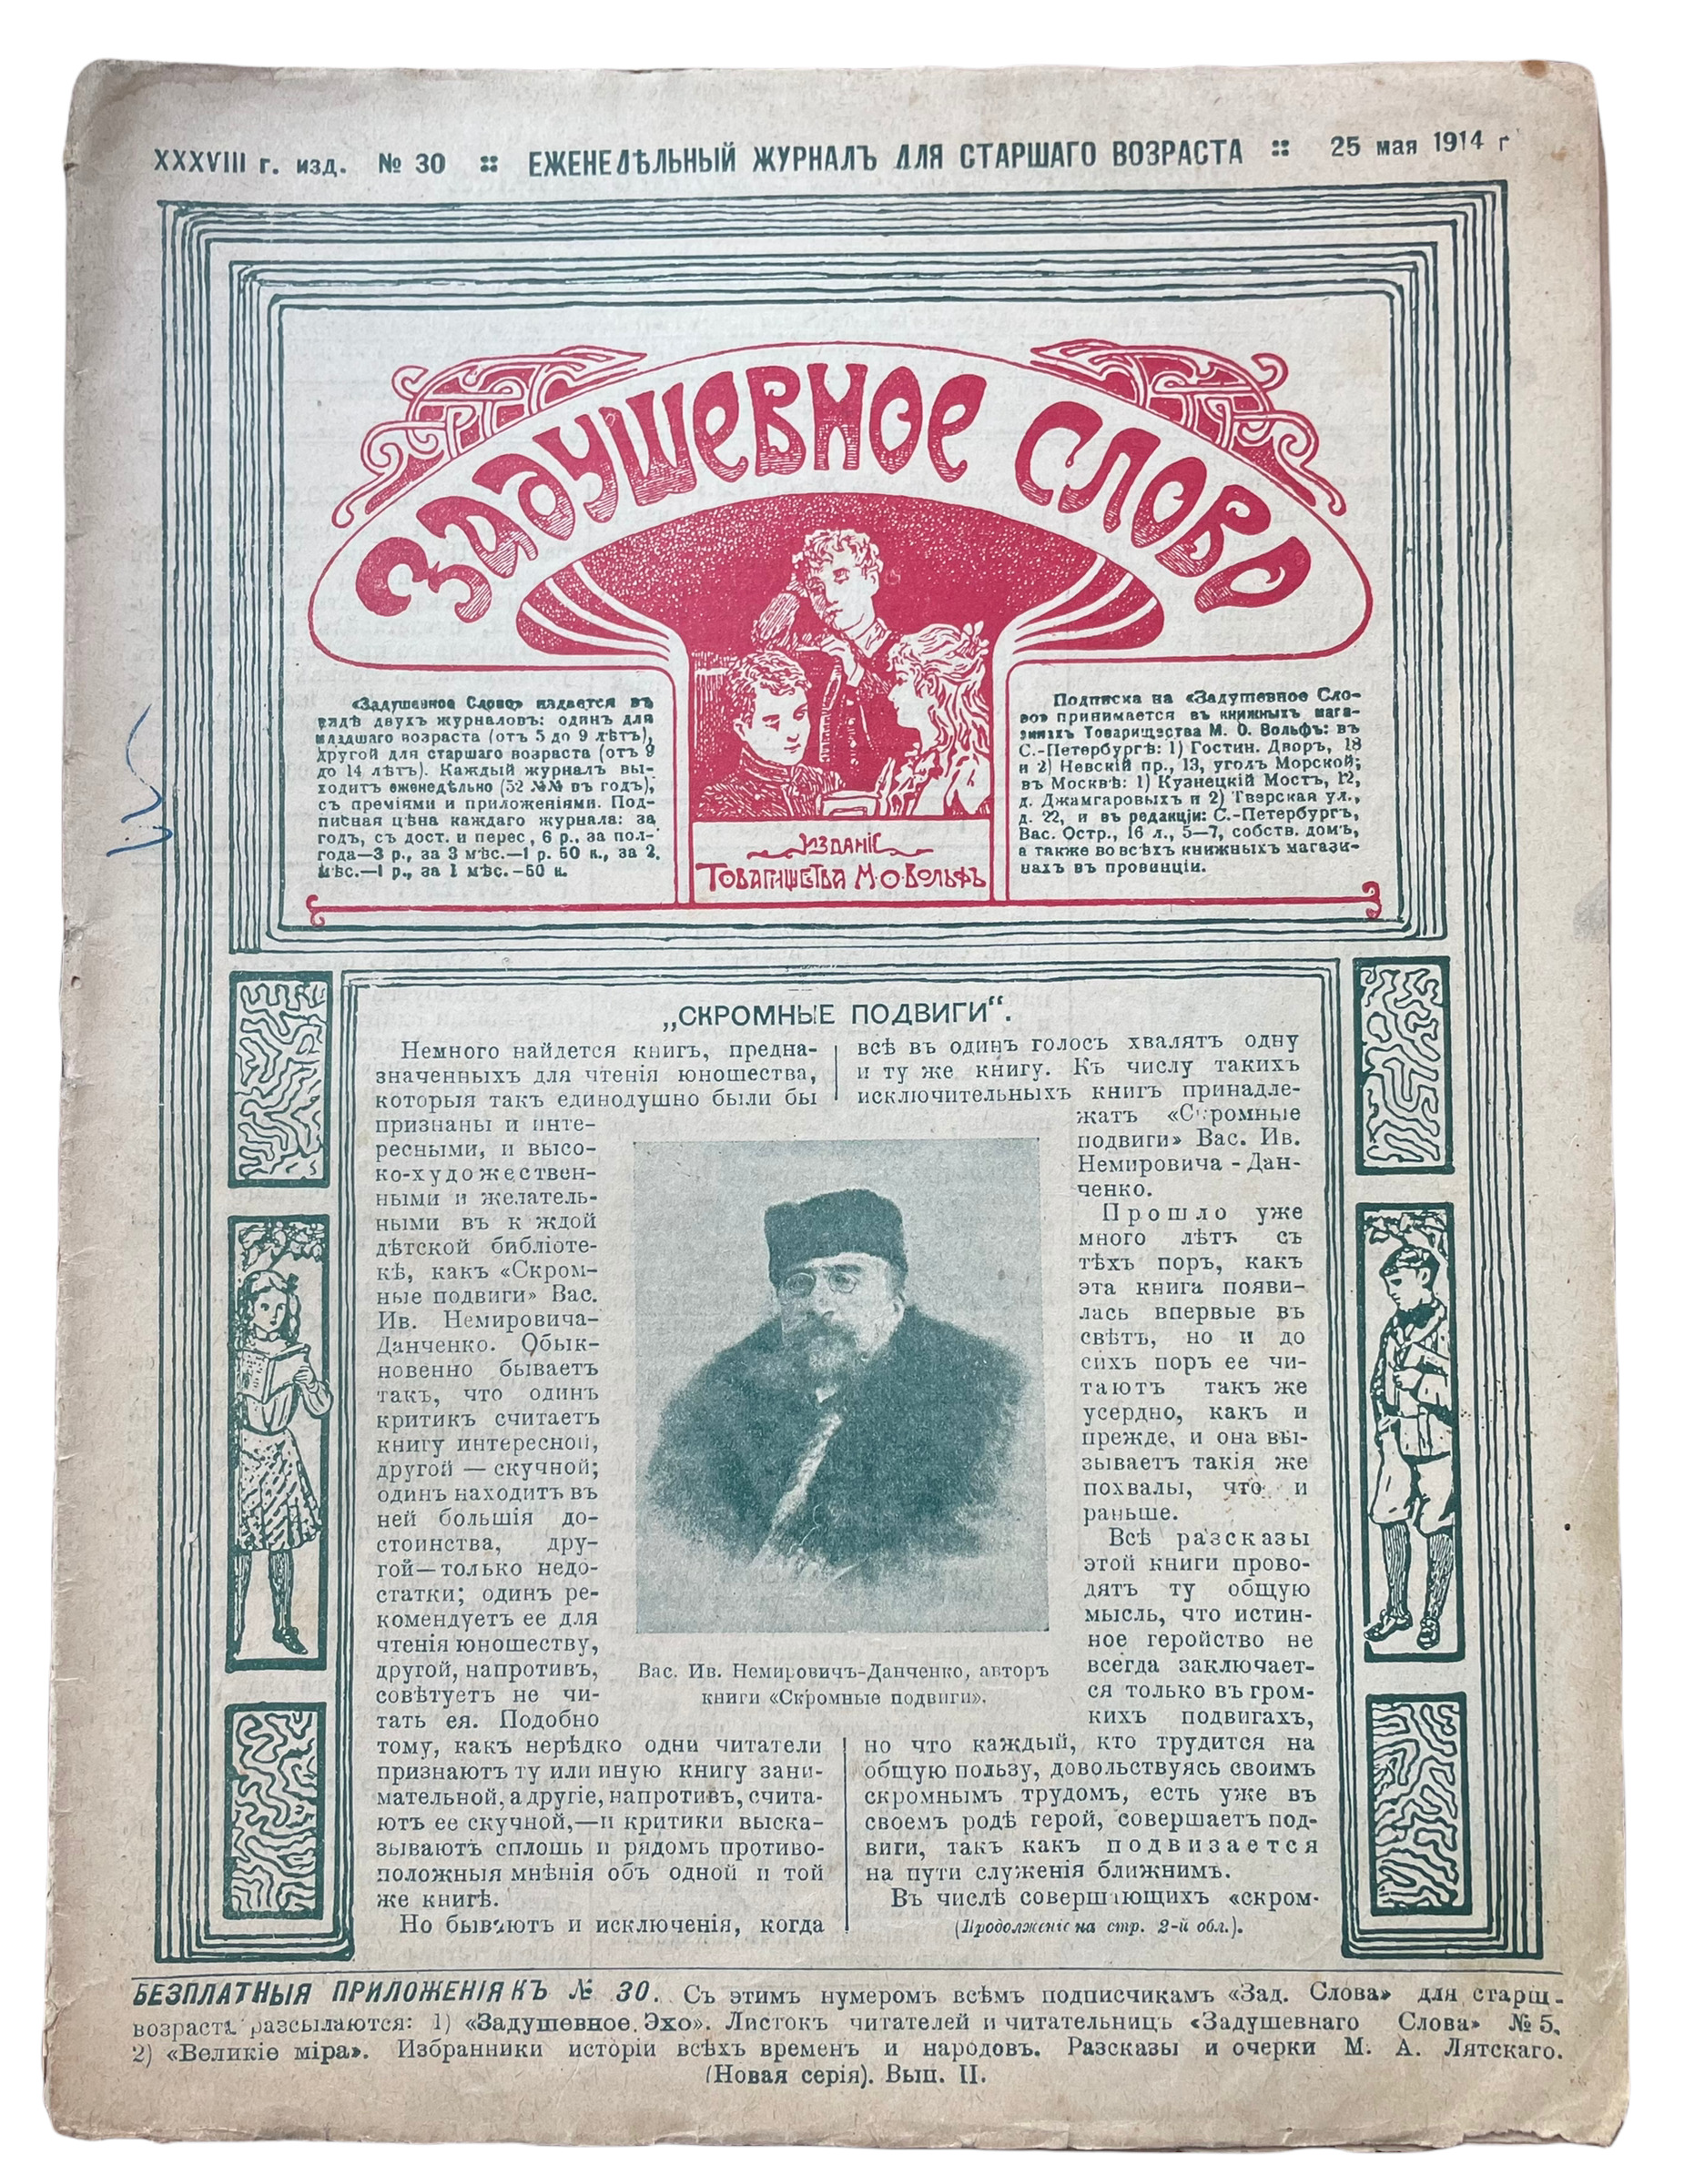 XXXVIII г. изд. № 30 :: ЕЖЕНЕДѢЛЬНЫЙ ЖУРНАЛЪ ДЛЯ СТАРШАГО ВОЗРАСТА :: 25 мая 1914 г
ЗАДУШЕВНОЕ СЛОВО
«Задушевное Слово» издается въ
видѣ двухъ журналовъ: одинъ для
младшаго возраста (отъ 5 до 9 лѣтъ),
другой для старшаго возраста (отъ 9
до 14 лѣтъ). Каждый журналъ вы-
ходитъ еженедѣльно (52 №№ въ годъ),
съ преміями и приложеніями. Под-
писная цѣна каждаго журнала: за
годъ, съ дост. и перес, 6 р., за пол-
года—3 р., за 3 мѣс.—1 р. 50 к., за 2
мѣс.—1 р., за 1 мѣс.—50 к.
ИЗДАНІЕ
ТОВАРИЩЕСТВА М.О.ВОЛЬФЪ
Подписка на «Задушевное Сло-
во» принимается въ книжныхъ мага-
зинахъ Товарищества М. О. Вольфъ: въ
С.-Петербургѣ: 1) Гостин. Дворъ, 18
и 2) Невскій пр., 13, уголъ Морской;
въ Москвѣ: 1) Кузнецкій Мостъ, 12,
д. Джамгаровыхъ и 2) Тверская ул.,
д. 22, и въ редакціи: С.-Петербургъ,
Вас. Остр., 16 л., 5—7, собств. домъ,
а также во всѣхъ книжныхъ магази-
нахъ въ провинціи.
„СКРОМНЫЕ ПОДВИГИ“.
Немного найдется книгъ, предна-
значенныхъ для чтенія юношества,
которыя такъ единодушно были бы
признаны и инте-
ресными, и высо-
ко-художествен-
ными и желатель-
ными въ к ждой
дѣтской библіоте-
кѣ, какъ «Скром-
ные подвиги» Вас.
Ив. Немировича-
Данченко. Обык-
новенно бываетъ
такъ, что одинъ
критикъ считаетъ
книгу интересной,
другой — скучной;
одинъ находитъ въ
ней большія до-
стоинства, дру-
гой—только недо-
статки; одинъ ре-
комендуетъ ее для
чтенія юношеству,
другой, напротивъ,
совѣтуетъ не чи-
тать ея. Подобно
тому, какъ нерѣдко одни читатели
признаютъ ту или иную книгу зани-
мательной, а другіе, напротивъ, счита-
ютъ ее скучной,—и критики выска-
зываютъ сплошь и рядомъ противо-
положныя мнѣнія объ одной и той
же книгѣ.
Но бываютъ и исключенія, когда
всѣ въ одинъ голосъ хвалятъ одну
и ту же книгу. Къ числу такихъ
исключительныхъ книгъ принадле-
жатъ «Скромные
подвиги» Вас. Ив.
Немировича - Дан-
ченко.
Прошло уже
много лѣтъ съ
тѣхъ поръ, какъ
эта книга появи-
лась впервые въ
свѣтъ, но и до
сихъ поръ ее чи-
таютъ такъ же
усердно, какъ и
прежде, и она вы-
зываетъ такія же
похвалы, что и
раньше.
Всѣ разсказы
этой книги прово-
дятъ ту общую
мысль, что истин-
ное геройство не
всегда заключает-
ся только въ гром-
кихъ подвигахъ,
но что каждый, кто трудится на
общую пользу, довольствуясь своимъ
скромнымъ трудомъ, есть уже въ
своемъ родѣ герой, совершаетъ под-
виги, такъ какъ подвизается
на пути служенія ближнимъ.
Въ числѣ совершающихъ «скром-
(Продолженіе на стр. 2-й обл.).
Вас. Ив. Немировичъ-Данченко, авторъ
книги «Скромные подвиги».
БЕЗПЛАТНЫЯ ПРИЛОЖЕНІЯ КЪ № 30. Съ этимъ нумеромъ всѣмъ подписчикамъ «Зад. Слова» для старш.
возраста разсылаются: 1) «Задушевное Эхо». Листокъ читателей и читательницъ «Задушевнаго Слова» № 5,
2) «Великіе міра». Избранники исторіи всѣхъ временъ и народовъ. Разсказы и очерки М. А. Лятскаго.
(Новая серія). Вып. II.